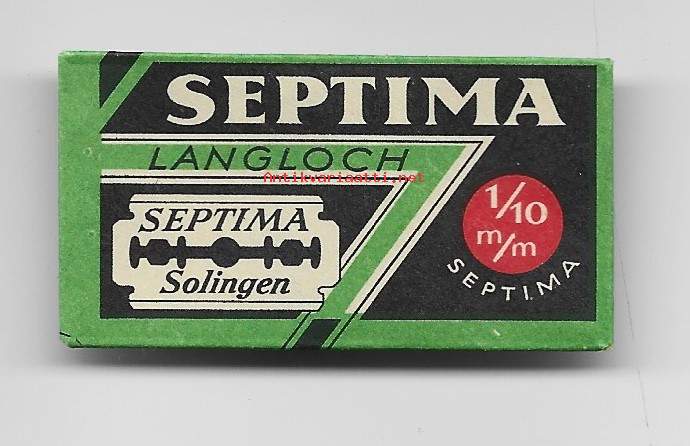 SEPTIMA
LANGLOCH
Antikvariaatti.net
SEPTIMA
Solingen
1/10
m/m
SEPTIMA